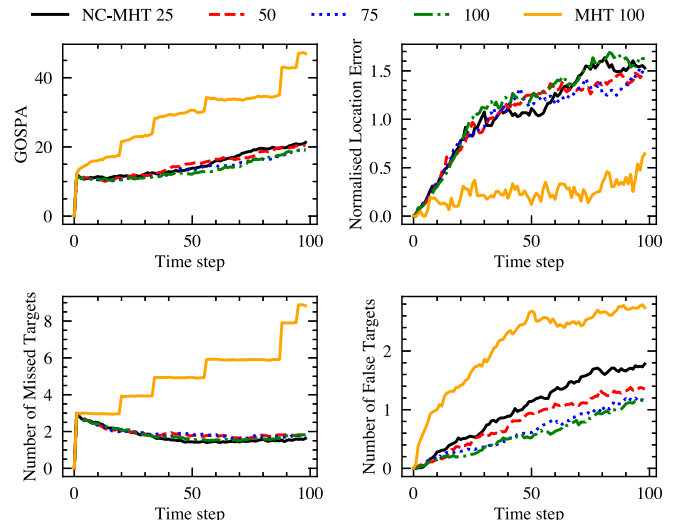 NC-MHT 25 50 75 100 MHT 100
GOSPA
40
20
0
0 50 100
Time step
Normalised Location Error
1.5
1.0
0.5
0.0
0 50 100
Time step
Number of Missed Targets
8
6
4
2
0
0 50 100
Time step
Number of False Targets
2
1
0
0 50 100
Time step